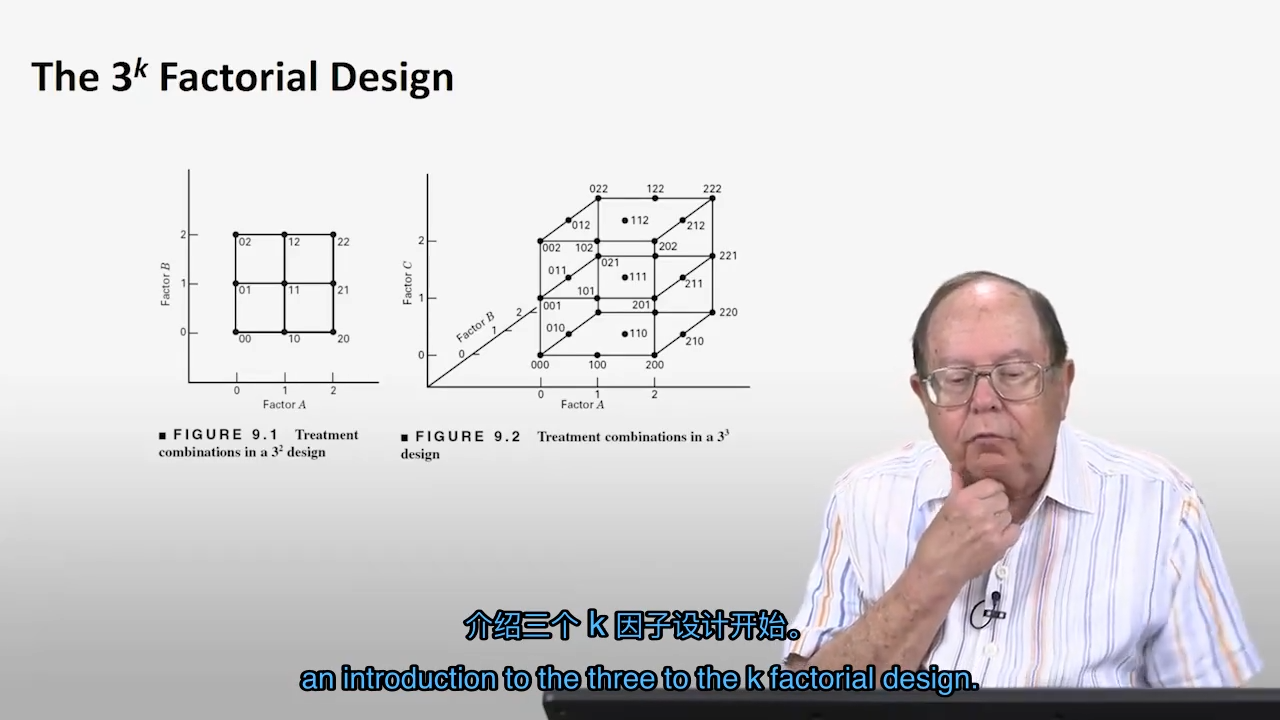 The 3^k Factorial Design
022 122 222
012 112 212
2 02 12 22
2 002 102 202
021 221
011 111 211
Factor B
1 01 11 21
Factor C
1 001 101 201
Factor B 2 1 0
220
010 110 210
0 00 10 20
0 000 100 200
0 1 2
Factor A
0 1 2
Factor A
■ FIGURE 9.1 Treatment
combinations in a 3² design
■ FIGURE 9.2 Treatment combinations in a 3³
design
介绍三个 k 因子设计开始。
an introduction to the three to the k factorial design.